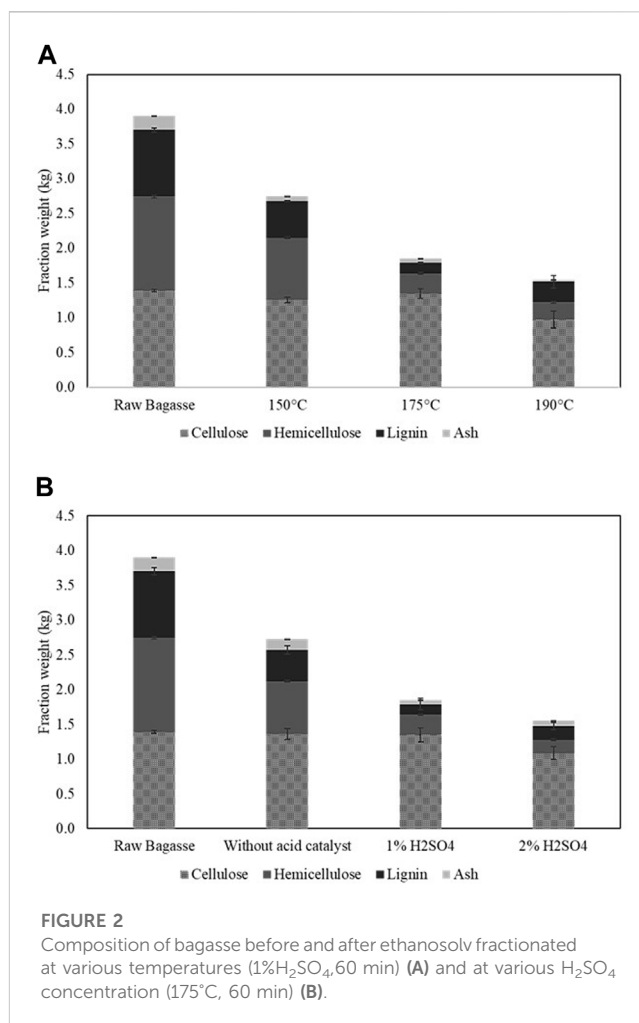 A
4.5
4.0
3.5
3.0
2.5
2.0
1.5
1.0
0.5
0.0
Fraction weight (kg)
Raw Bagasse 150°C 175°C 190°C
Cellulose Hemicellulose Lignin Ash
B
4.5
4.0
3.5
3.0
2.5
2.0
1.5
1.0
0.5
0.0
Fraction weight (kg)
Raw Bagasse Without acid catalyst 1% H2SO4 2% H2SO4
Cellulose Hemicellulose Lignin Ash
FIGURE 2
Composition of bagasse before and after ethanosolv fractionated
at various temperatures (1%H₂SO₄,60 min) (A) and at various H₂SO₄
concentration (175°C, 60 min) (B).